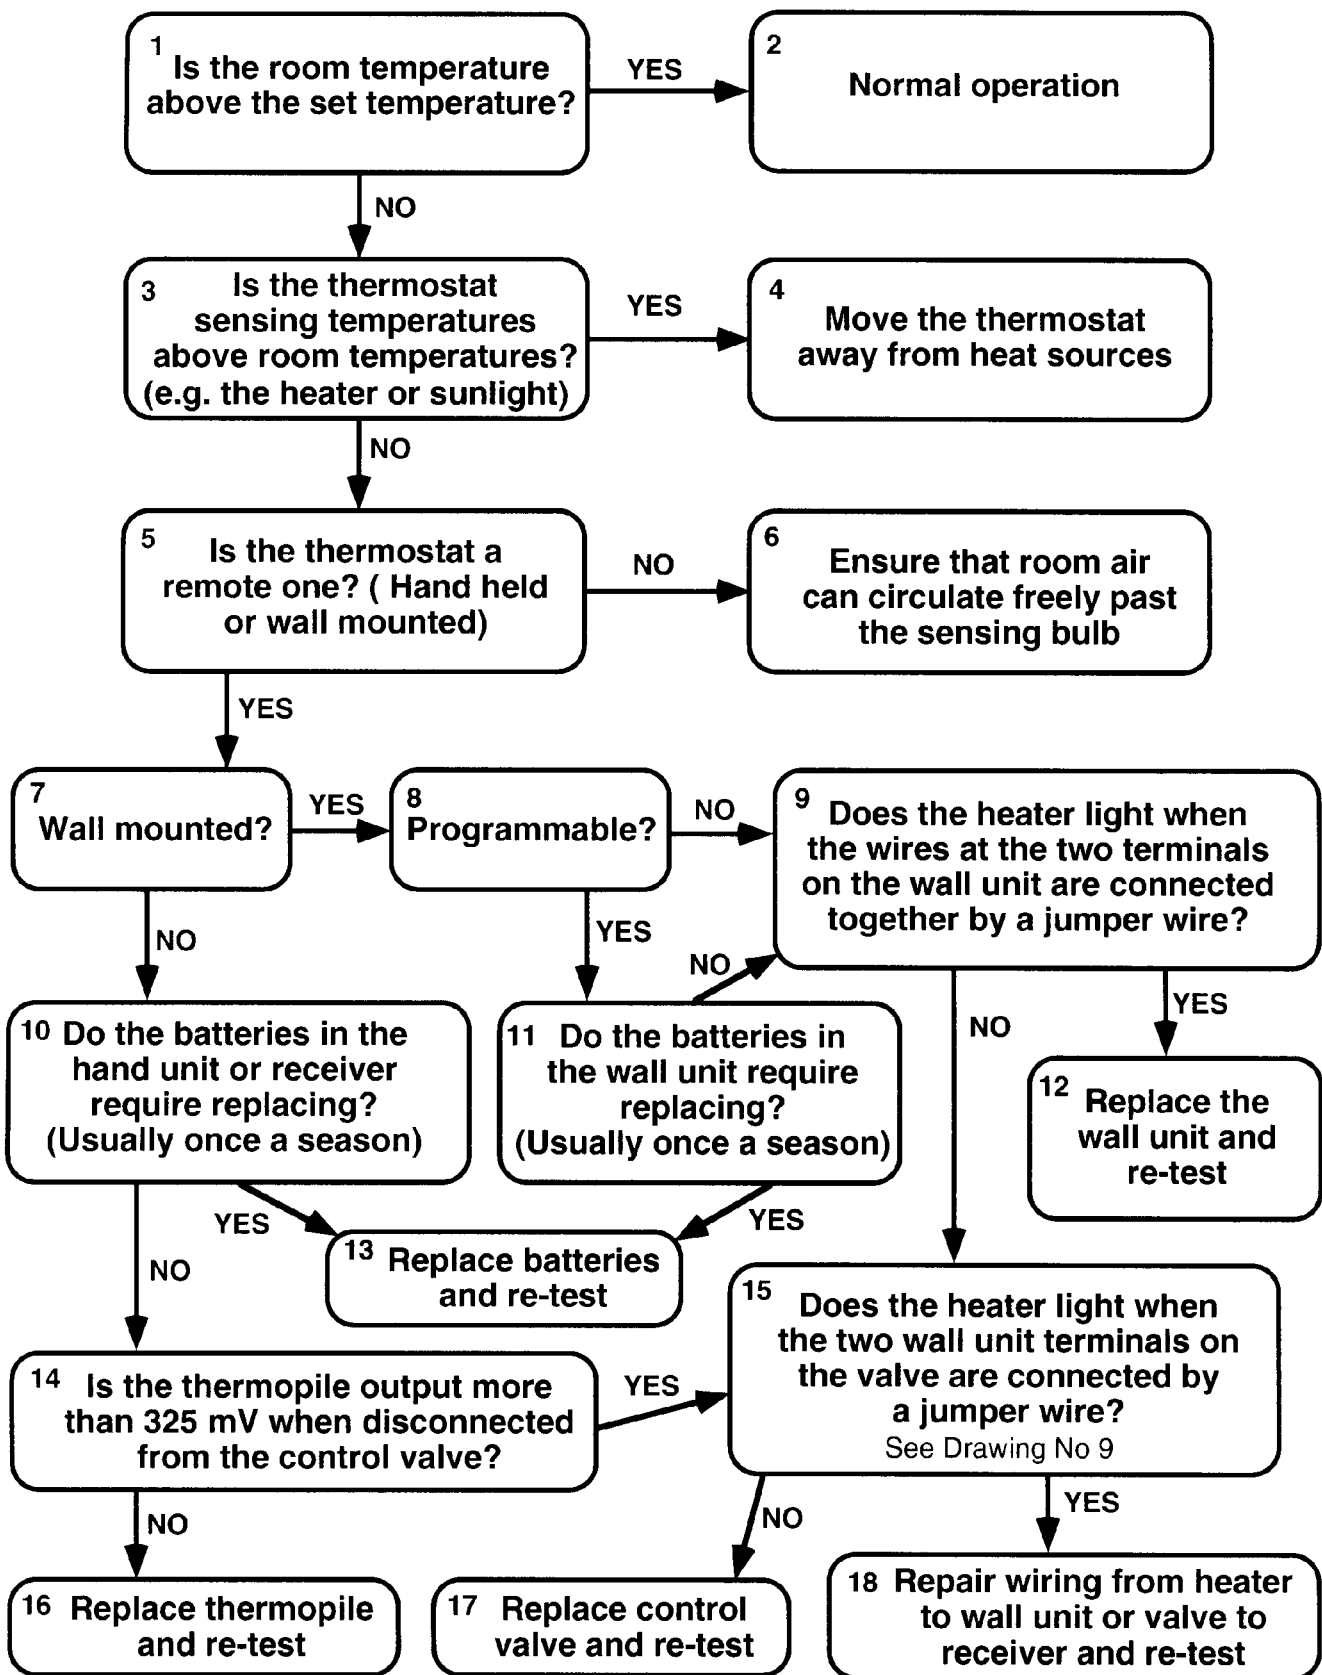 1
Is the room temperature
above the set temperature?
YES
2
Normal operation
NO
3
Is the thermostat
sensing temperatures
above room temperatures?
(e.g. the heater or sunlight)
YES
4
Move the thermostat
away from heat sources
NO
5
Is the thermostat a
remote one? ( Hand held
or wall mounted)
NO
6
Ensure that room air
can circulate freely past
the sensing bulb
YES
7
Wall mounted?
YES
8
Programmable?
NO
9
Does the heater light when
the wires at the two terminals
on the wall unit are connected
together by a jumper wire?
NO
YES
NO
NO
YES
10 Do the batteries in the
hand unit or receiver
require replacing?
(Usually once a season)
11 Do the batteries in
the wall unit require
replacing?
(Usually once a season)
12 Replace the
wall unit and
re-test
YES
YES
13 Replace batteries
and re-test
NO
14 Is the thermopile output more
than 325 mV when disconnected
from the control valve?
YES
15
Does the heater light when
the two wall unit terminals on
the valve are connected by
a jumper wire?
See Drawing No 9
NO
NO
YES
16 Replace thermopile
and re-test
17 Replace control
valve and re-test
18 Repair wiring from heater
to wall unit or valve to
receiver and re-test